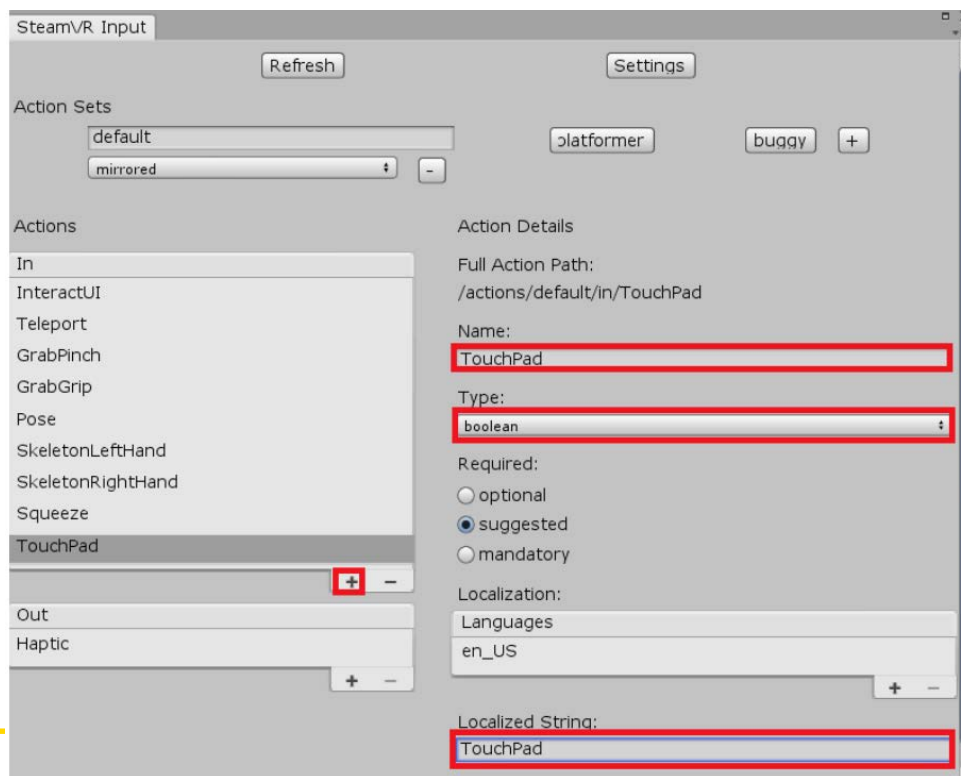 SteamVR Input
Refresh Settings
Action Sets
default platformer buggy +
mirrored -
Actions
In
InteractUI
Teleport
GrabPinch
GrabGrip
Pose
SkeletonLeftHand
SkeletonRightHand
Squeeze
TouchPad
+ -
Out
Haptic
+ -
Action Details
Full Action Path:
/actions/default/in/TouchPad
Name:
TouchPad
Type:
boolean
Required:
optional
suggested
mandatory
Localization:
Languages
en_US
+ -
Localized String:
TouchPad